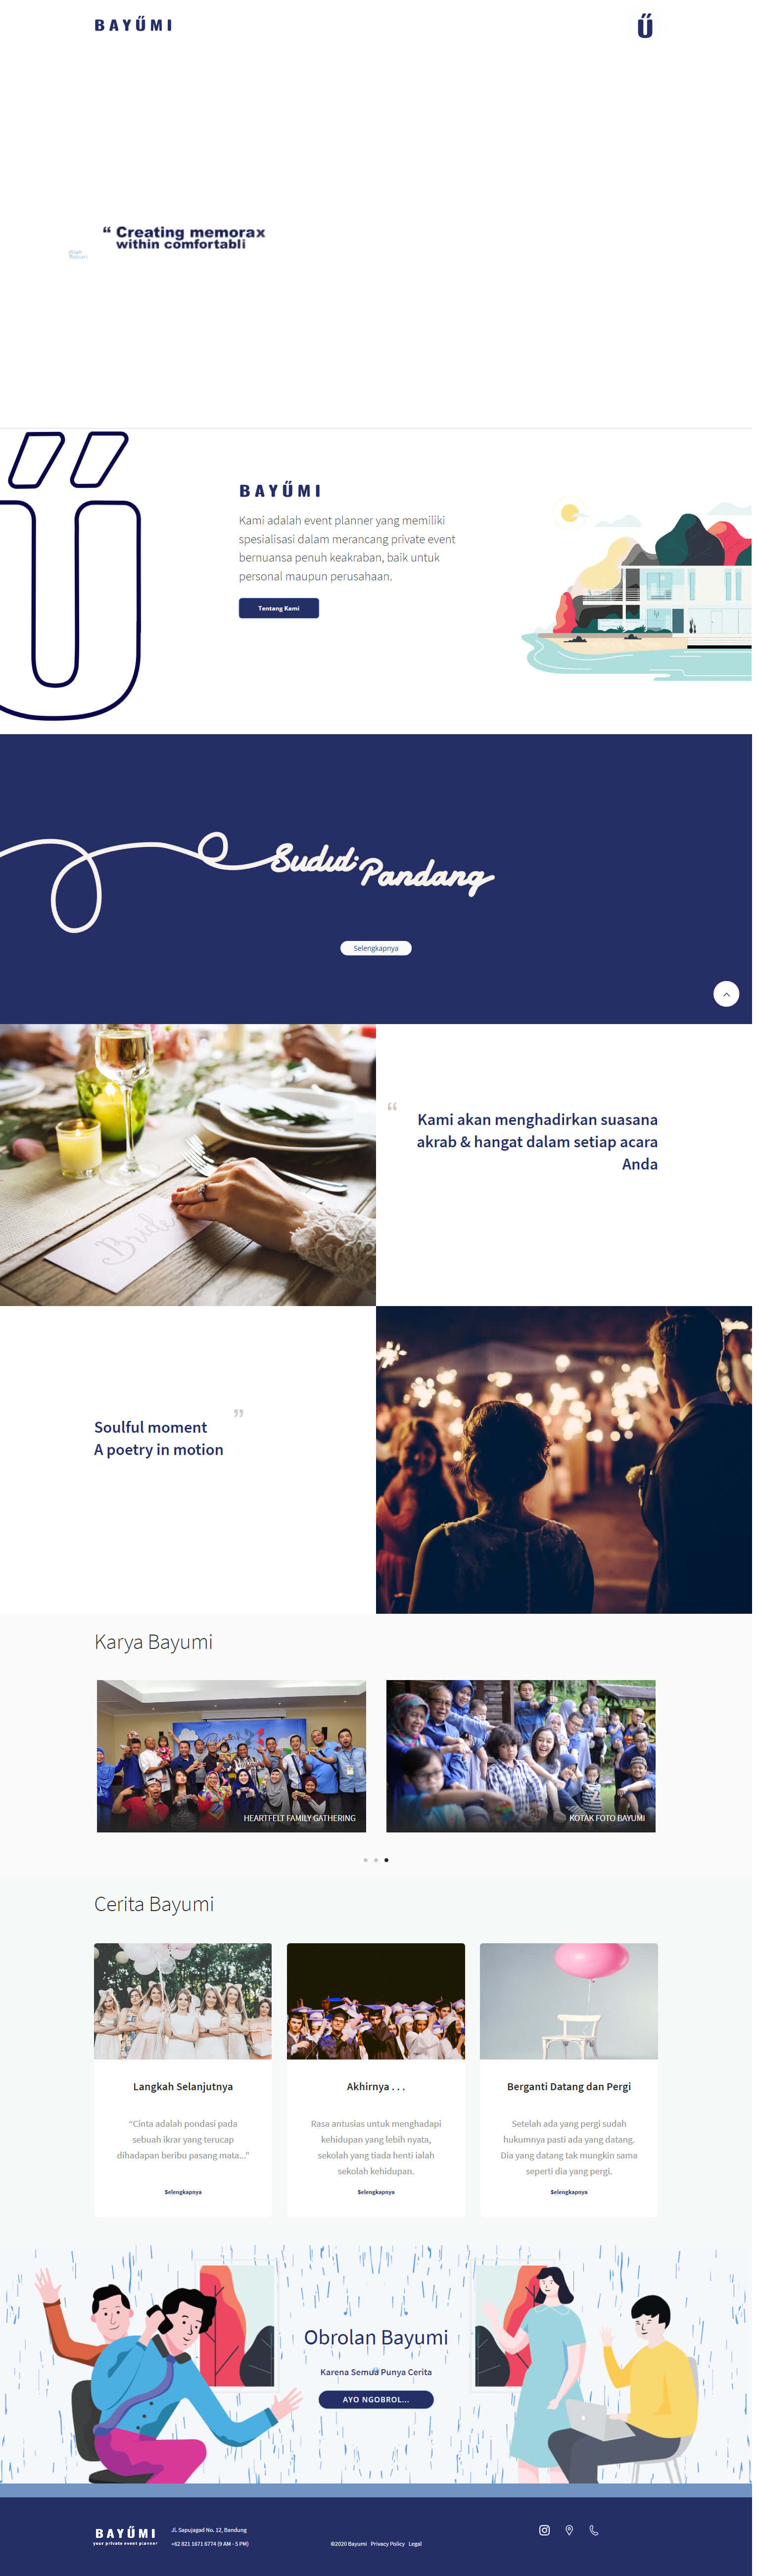 BAYŰMI
Ű
“ Creating memorax
within comfortabli
BAYŰMI
Kami adalah event planner yang memiliki
spesialisasi dalam merancang private event
bernuansa penuh keakraban, baik untuk
personal maupun perusahaan.
Tentang Kami
Sudut
Pandang
Selengkapnya
“
Kami akan menghadirkan suasana
akrab & hangat dalam setiap acara
Anda
Bride
”
Soulful moment
A poetry in motion
Karya Bayumi
HEARTFELT FAMILY GATHERING
KOTAK FOTO BAYUMI
Cerita Bayumi
Langkah Selanjutnya
“Cinta adalah pondasi pada
sebuah ikrar yang terucap
dihadapan beribu pasang mata..."
Selengkapnya
Akhirnya . . .
Rasa antusias untuk menghadapi
kehidupan yang lebih nyata,
sekolah yang tiada henti ialah
sekolah kehidupan.
Selengkapnya
Berganti Datang dan Pergi
Setelah ada yang pergi sudah
hukumnya pasti ada yang datang.
Dia yang datang tak mungkin sama
seperti dia yang pergi.
Selengkapnya
Obrolan Bayumi
Karena Semua Punya Cerita
AYO NGOBROL...
BAYŰMI
your private event planner
Jl. Sapujagad No. 12, Bandung
+62 821 1671 6774 (9 AM - 5 PM)
©2020 Bayumi Privacy Policy Legal